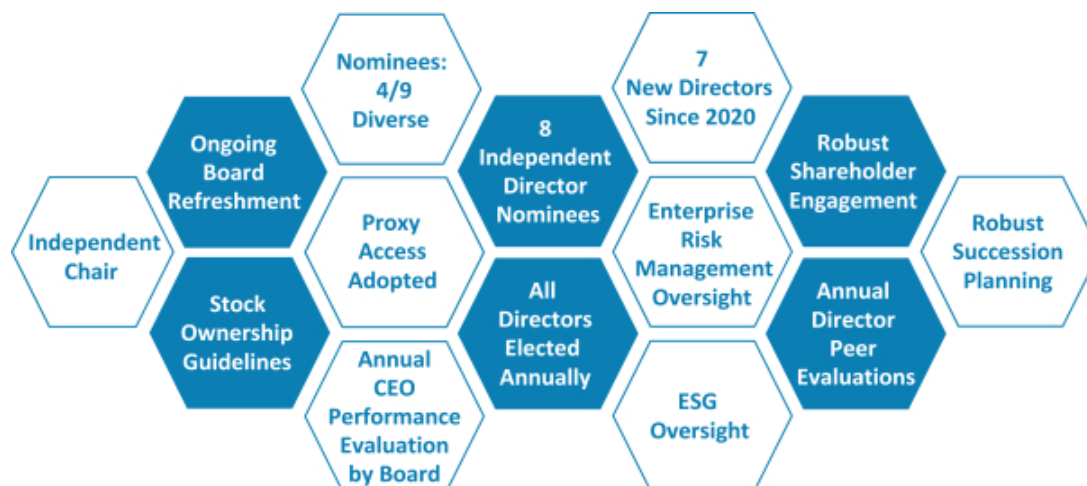 Nominees:
4/9
Diverse
7
New Directors
Since 2020
Ongoing
Board
Refreshment
8
Independent
Director
Nominees
Robust
Shareholder
Engagement
Independent
Chair
Proxy
Access
Adopted
Enterprise
Risk
Management
Oversight
Robust
Succession
Planning
Stock
Ownership
Guidelines
All
Directors
Elected
Annually
Annual
Director
Peer
Evaluations
Annual
CEO
Performance
Evaluation
by Board
ESG
Oversight